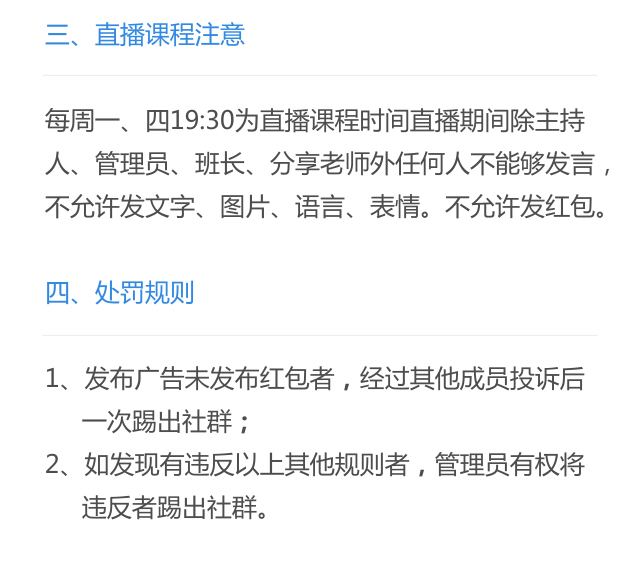 三、直播课程注意
每周一、四19:30为直播课程时间直播期间除主持
人、管理员、班长、分享老师外任何人不能够发言，
不允许发文字、图片、语言、表情。不允许发红包。
四、处罚规则
1、发布广告未发布红包者，经过其他成员投诉后
一次踢出社群；
2、如发现有违反以上其他规则者，管理员有权将
违反者踢出社群。